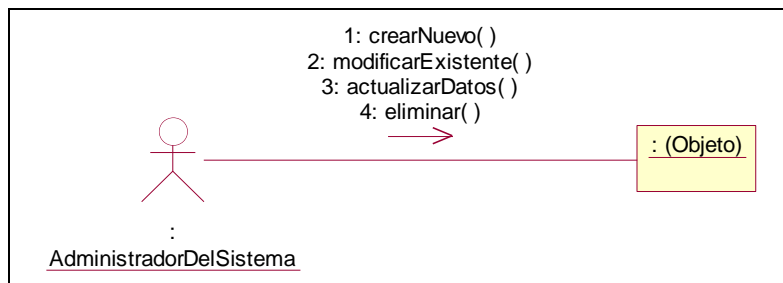 1: crearNuevo( )
2: modificarExistente( )
3: actualizarDatos( )
4: eliminar( )
: (Objeto)
:
AdministradorDelSistema